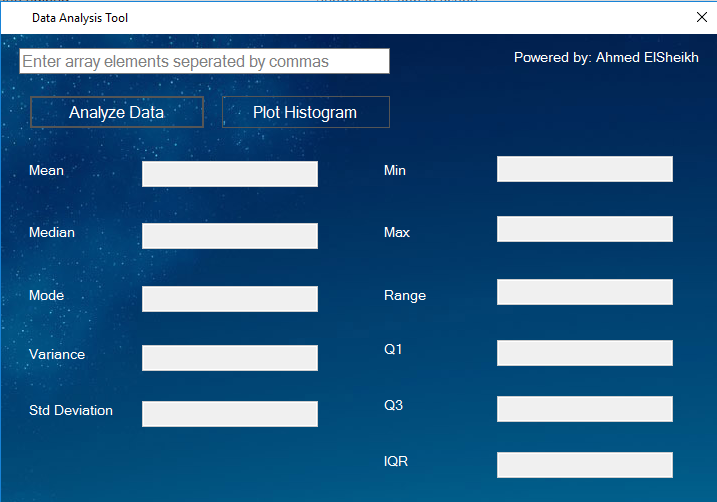 Data Analysis Tool
Enter array elements seperated by commas
Powered by: Ahmed ElSheikh
Analyze Data
Plot Histogram
Mean
Min
Median
Max
Mode
Range
Variance
Q1
Std Deviation
Q3
IQR